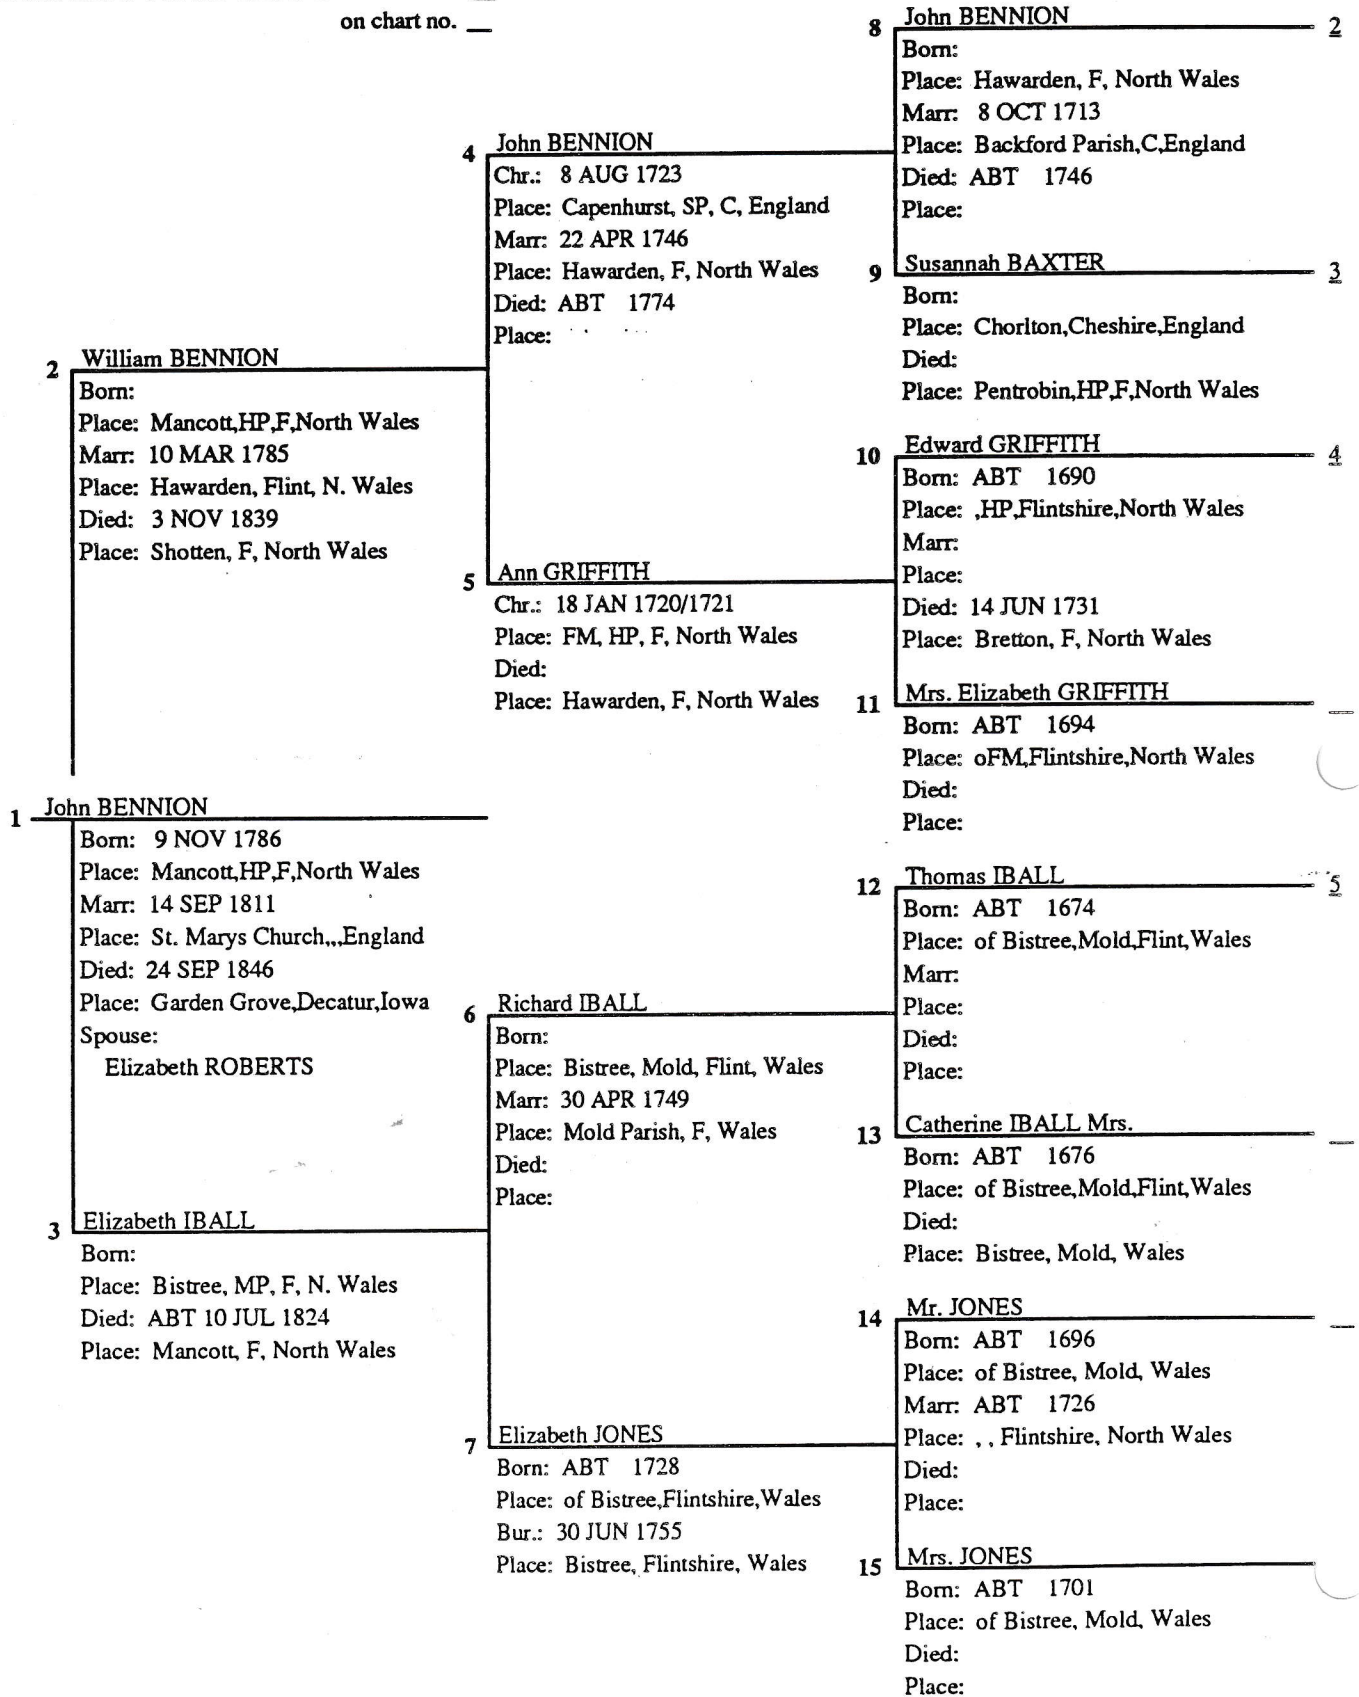 on chart no. __
8 John BENNION 2
Born:
Place: Hawarden, F, North Wales
Marr: 8 OCT 1713
Place: Backford Parish,C,England
Died: ABT 1746
Place:
4 John BENNION
Chr.: 8 AUG 1723
Place: Capenhurst, SP, C, England
Marr: 22 APR 1746
Place: Hawarden, F, North Wales
Died: ABT 1774
Place:
9 Susannah BAXTER 3
Born:
Place: Chorlton,Cheshire,England
Died:
Place: Pentrobin,HP,F,North Wales
2 William BENNION
Born:
Place: Mancott,HP,F,North Wales
Marr: 10 MAR 1785
Place: Hawarden, Flint, N. Wales
Died: 3 NOV 1839
Place: Shotten, F, North Wales
10 Edward GRIFFITH 4
Born: ABT 1690
Place: ,HP,Flintshire,North Wales
Marr:
Place:
Died: 14 JUN 1731
Place: Bretton, F, North Wales
5 Ann GRIFFITH
Chr.: 18 JAN 1720/1721
Place: FM, HP, F, North Wales
Died:
Place: Hawarden, F, North Wales
11 Mrs. Elizabeth GRIFFITH __
Born: ABT 1694
Place: oFM,Flintshire,North Wales
Died:
Place:
1 John BENNION
Born: 9 NOV 1786
Place: Mancott,HP,F,North Wales
Marr: 14 SEP 1811
Place: St. Marys Church,,,England
Died: 24 SEP 1846
Place: Garden Grove,Decatur,Iowa
Spouse:
Elizabeth ROBERTS
12 Thomas IBALL 5
Born: ABT 1674
Place: of Bistree,Mold,Flint,Wales
Marr:
Place:
Died:
Place:
6 Richard IBALL
Born:
Place: Bistree, Mold, Flint, Wales
Marr: 30 APR 1749
Place: Mold Parish, F, Wales
Died:
Place:
13 Catherine IBALL Mrs. __
Born: ABT 1676
Place: of Bistree,Mold,Flint,Wales
Died:
Place: Bistree, Mold, Wales
3 Elizabeth IBALL
Born:
Place: Bistree, MP, F, N. Wales
Died: ABT 10 JUL 1824
Place: Mancott, F, North Wales
14 Mr. JONES __
Born: ABT 1696
Place: of Bistree, Mold, Wales
Marr: ABT 1726
Place: , , Flintshire, North Wales
Died:
Place:
7 Elizabeth JONES
Born: ABT 1728
Place: of Bistree,Flintshire,Wales
Bur.: 30 JUN 1755
Place: Bistree, Flintshire, Wales
15 Mrs. JONES
Born: ABT 1701
Place: of Bistree, Mold, Wales
Died:
Place: